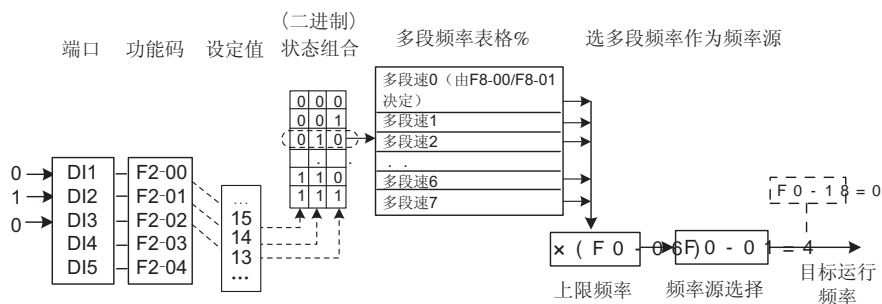 端口
功能码
设定值
（二进制）
状态组合
多段频率表格%
选多段频率作为频率源
0
1
0
DI1
DI2
DI3
DI4
DI5
F2-00
F2-01
F2-02
F2-03
F2-04
...
15
14
13
...
0 0 0
0 0 1
0 1 0
. . .
1 1 0
1 1 1
多段速0（由F8-00/F8-01
决定）
多段速1
多段速2
. .
多段速6
多段速7
×(F0-06)
上限频率
F0-01=4
频率源选择
F0-18=0
目标运行
频率